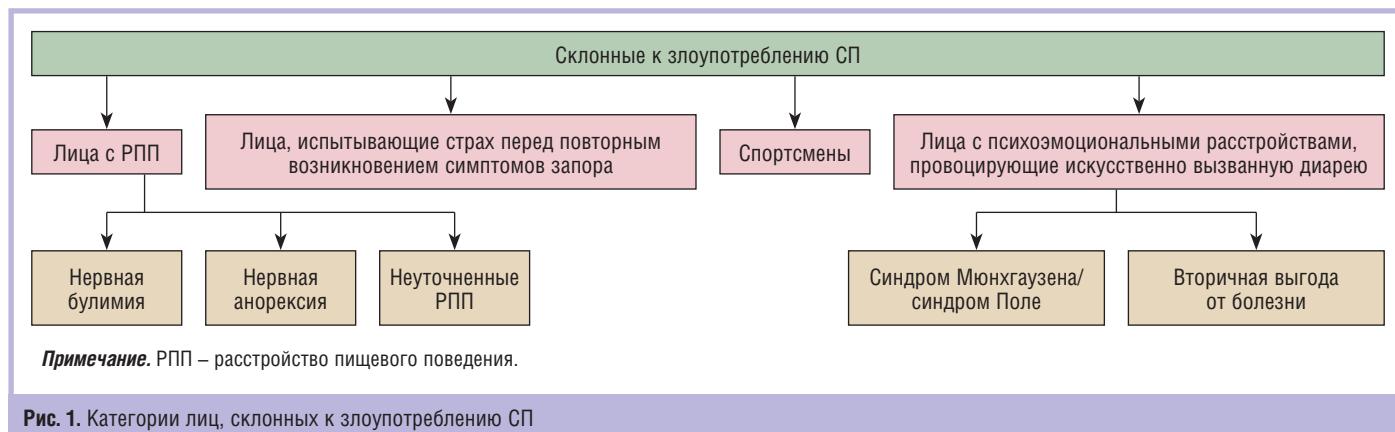 Склонные к злоупотреблению СП
Лица с РПП
Лица, испытывающие страх перед повторным
возникновением симптомов запора
Спортсмены
Лица с психоэмоциональными расстройствами,
провоцирующие искусственно вызванную диарею
Нервная
булимия
Нервная
анорексия
Неуточненные
РПП
Синдром Мюнхгаузена/
синдром Поле
Вторичная выгода
от болезни
Примечание. РПП – расстройство пищевого поведения.
Рис. 1. Категории лиц, склонных к злоупотреблению СП